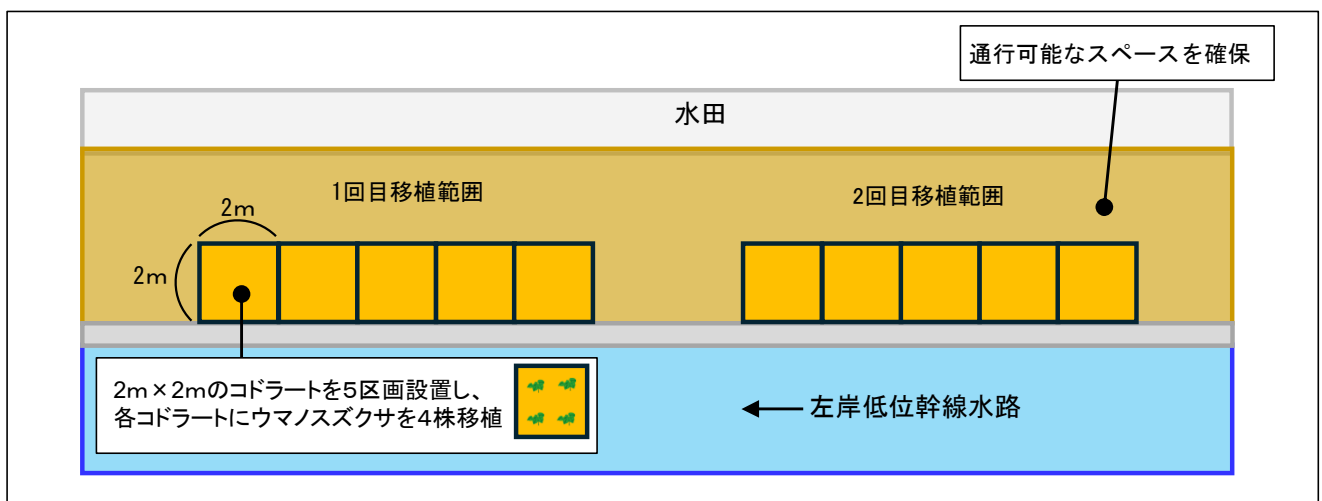 通行可能なスペースを確保
水田
1回目移植範囲
2回目移植範囲
2m
2m
2m×2mのコドラートを5区画設置し、
各コドラートにウマノスズクサを4株移植
左岸低位幹線水路